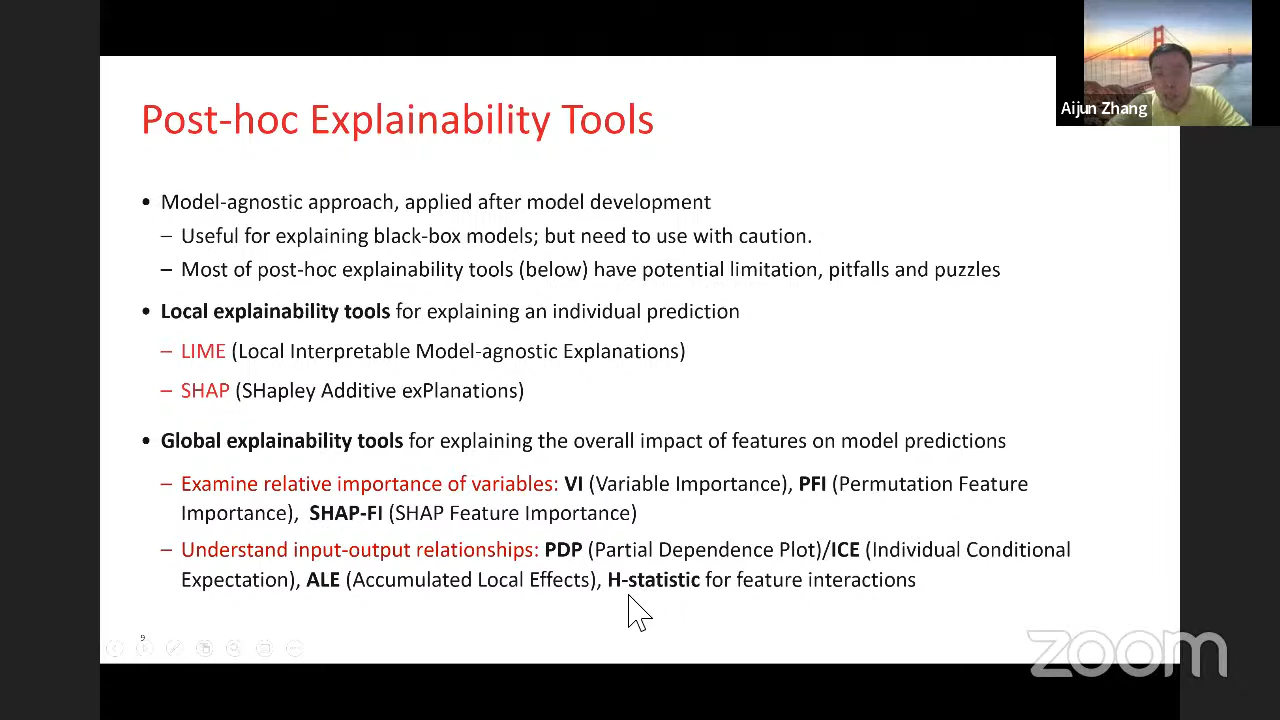 Post-hoc Explainability Tools
Aijun Zhang
• Model-agnostic approach, applied after model development
– Useful for explaining black-box models; but need to use with caution.
– Most of post-hoc explainability tools (below) have potential limitation, pitfalls and puzzles
• Local explainability tools for explaining an individual prediction
– LIME (Local Interpretable Model-agnostic Explanations)
– SHAP (SHapley Additive exPlanations)
• Global explainability tools for explaining the overall impact of features on model predictions
– Examine relative importance of variables: VI (Variable Importance), PFI (Permutation Feature
Importance), SHAP-FI (SHAP Feature Importance)
– Understand input-output relationships: PDP (Partial Dependence Plot)/ICE (Individual Conditional
Expectation), ALE (Accumulated Local Effects), H-statistic for feature interactions
9
zoom